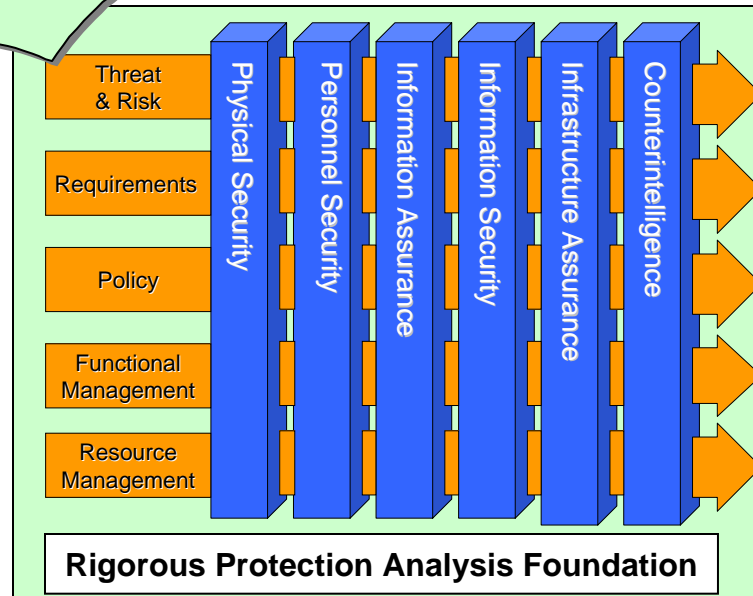 Threat
& Risk
Requirements
Policy
Functional
Management
Resource
Management
Physical Security
Personnel Security
Information Assurance
Information Security
Infrastructure Assurance
Counterintelligence
Rigorous Protection Analysis Foundation